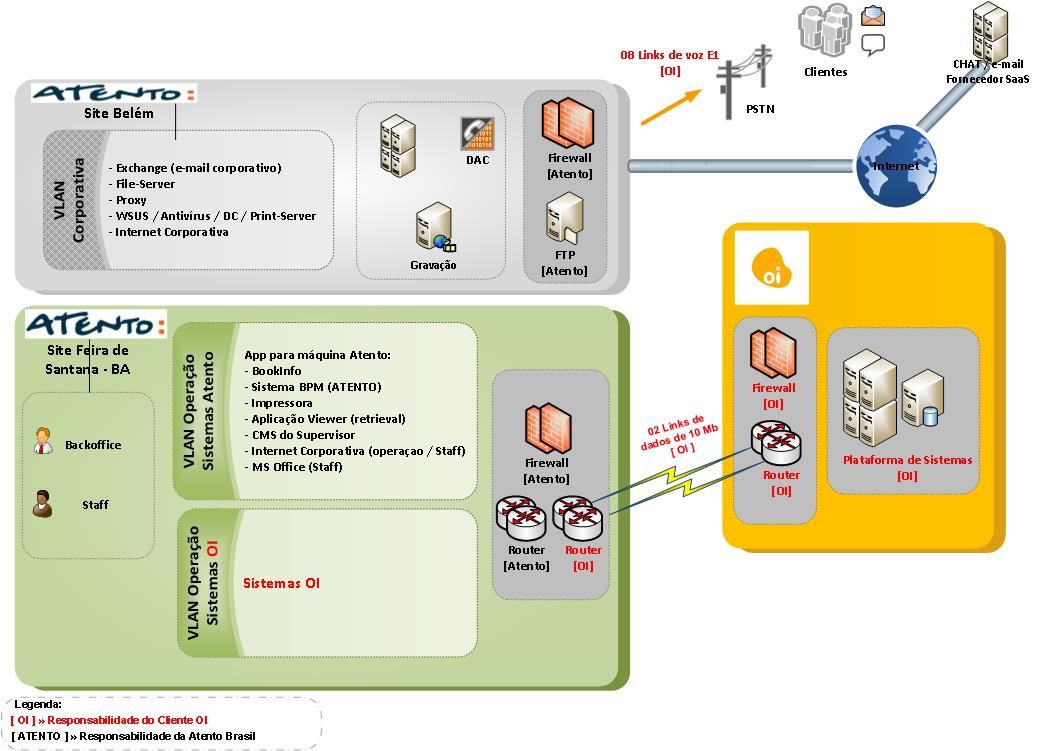 08 Links de voz E1
[OI]
PSTN
Clientes
CHAT / e-mail
Fornecedor SaaS
Internet
ATENTO:
Site Belém
VLAN
Corporativa
- Exchange (e-mail corporativo)
- File-Server
- Proxy
- WSUS / Antivírus / DC / Print-Server
- Internet Corporativa
DAC
Gravação
Firewall
[Atento]
FTP
[Atento]
ATENTO:
Site Feira de
Santana - BA
Backoffice
Staff
VLAN Operação
Sistemas Atento
App para máquina Atento:
- BookInfo
- Sistema BPM (ATENTO)
- Impressora
- Aplicação Viewer (retrieval)
- CMS do Supervisor
- Internet Corporativa (operaçao / Staff)
- MS Office (Staff)
VLAN Operação
Sistemas OI
Sistemas OI
Firewall
[Atento]
Router
[Atento]
Router
[OI]
02 Links de
dados de 10 Mb
[ OI ]
oi
Firewall
[OI]
Router
[OI]
Plataforma de Sistemas
[OI]
Legenda:
[ OI ] » Responsabilidade do Cliente OI
[ ATENTO ] » Responsabilidade da Atento Brasil